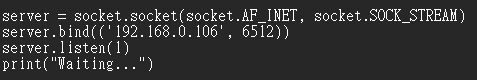 server = socket.socket(socket.AF_INET, socket.SOCK_STREAM)
server.bind(('192.168.0.106', 6512))
server.listen(1)
print("Waiting...")